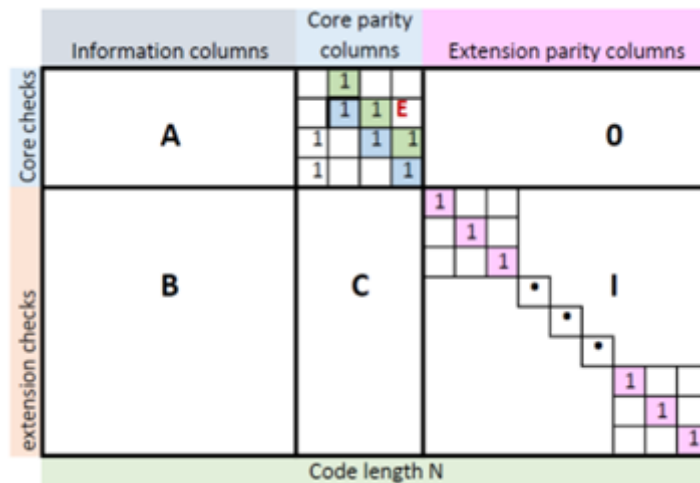 Core parity
columns
Information columns
Extension parity columns
Core checks
1
1 1 E
1 1 1
1 1
A
0
extension checks
1
1
1
B
C
I
1
1
1
Code length N